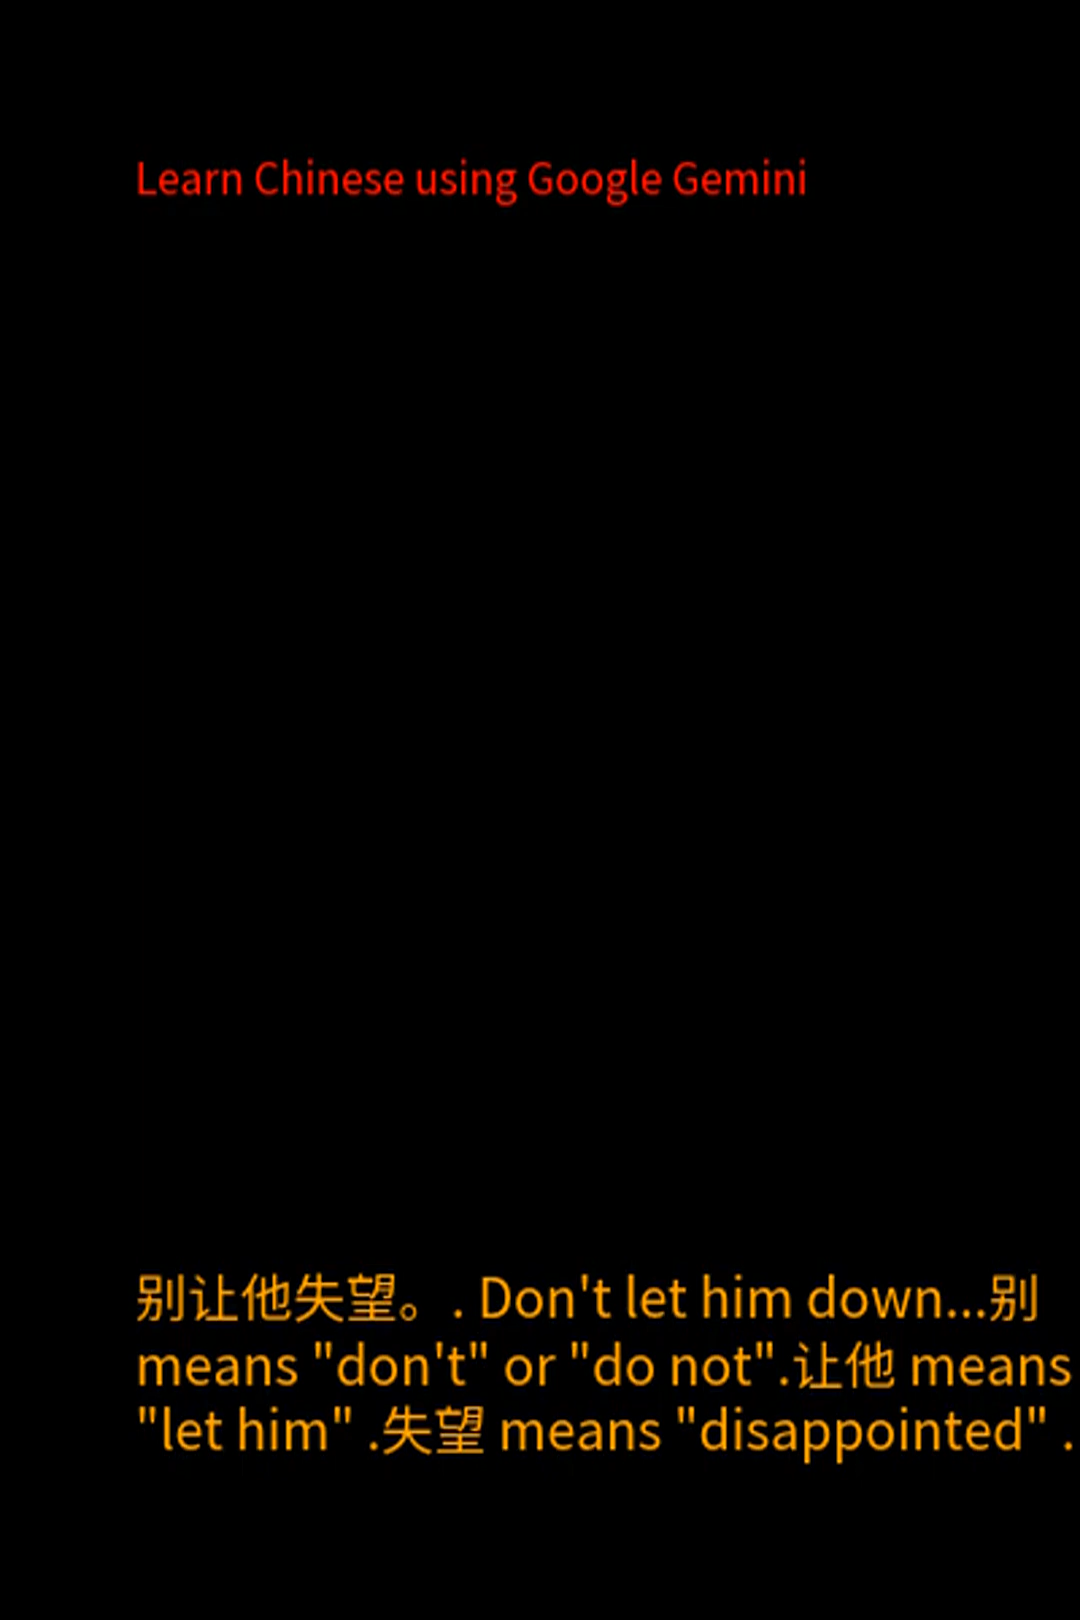 Learn Chinese using Google Gemini
别让他失望。. Don't let him down...别
means "don't" or "do not".让他 means
"let him" .失望 means "disappointed" .